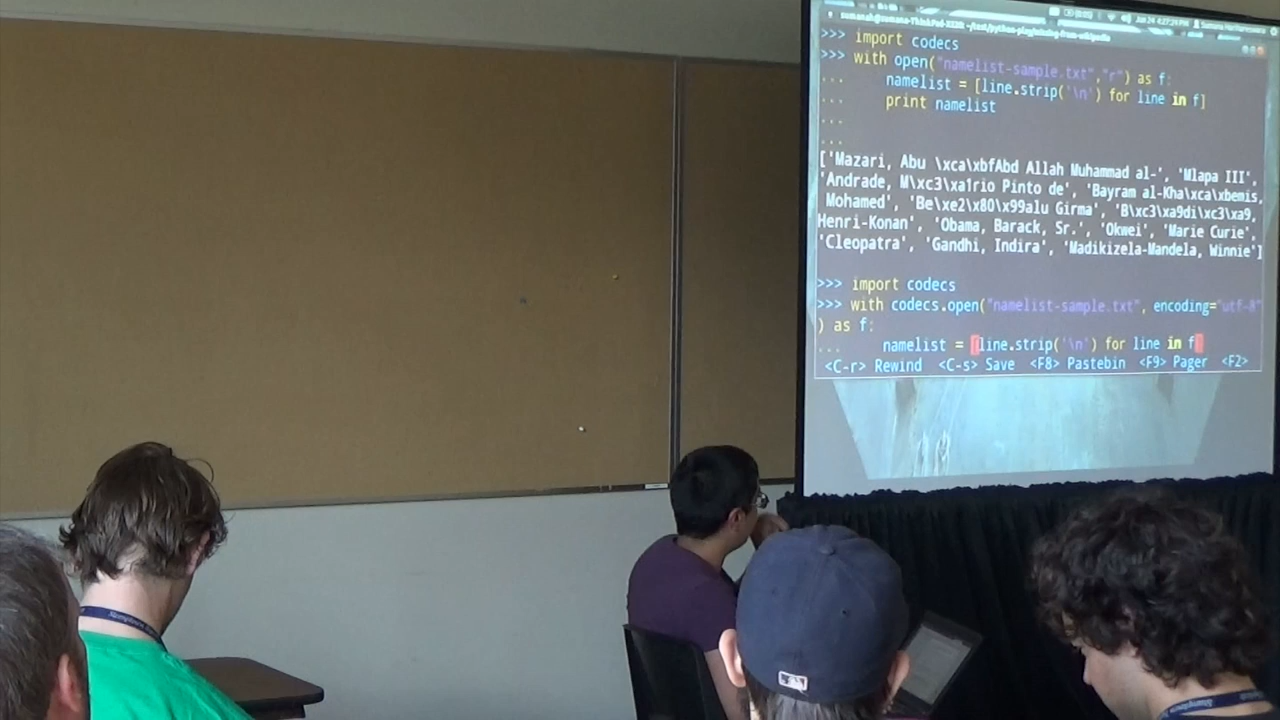 sumanah@sumana-ThinkPad-X220:
>>> import codecs
>>> with open("namelist-sample.txt","r") as f:
...     namelist = [line.strip('\n') for line in f]
...     print namelist
...
...
['Mazari, Abu \xca\xbfAbd Allah Muhammad al-', 'Mlapa III',
'Andrade, M\xc3\xa1rio Pinto de', 'Bayram al-Kha\xca\xbemis,
Mohamed', 'Be\xe2\x80\x99alu Girma', 'B\xc3\xa9di\xc3\xa9,
Henri-Konan', 'Obama, Barack, Sr.', 'Okwei', 'Marie Curie',
'Cleopatra', 'Gandhi, Indira', 'Madikizela-Mandela, Winnie']
>>> import codecs
>>> with codecs.open("namelist-sample.txt", encoding="utf-8"
) as f:
...     namelist = [line.strip('\n') for line in f]
<C-r> Rewind <C-s> Save <F8> Pastebin <F9> Pager <F2>